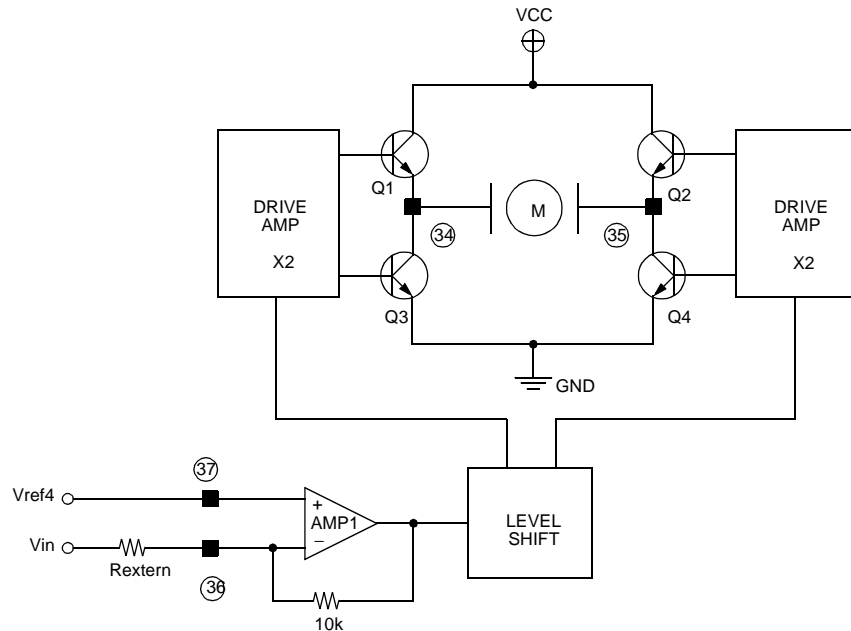 VCC
Q1
Q2
DRIVE
AMP
X2
M
DRIVE
AMP
X2
34
35
Q3
Q4
GND
37
Vref4
+
AMP1
−
LEVEL
SHIFT
Vin
Rextern
36
10k